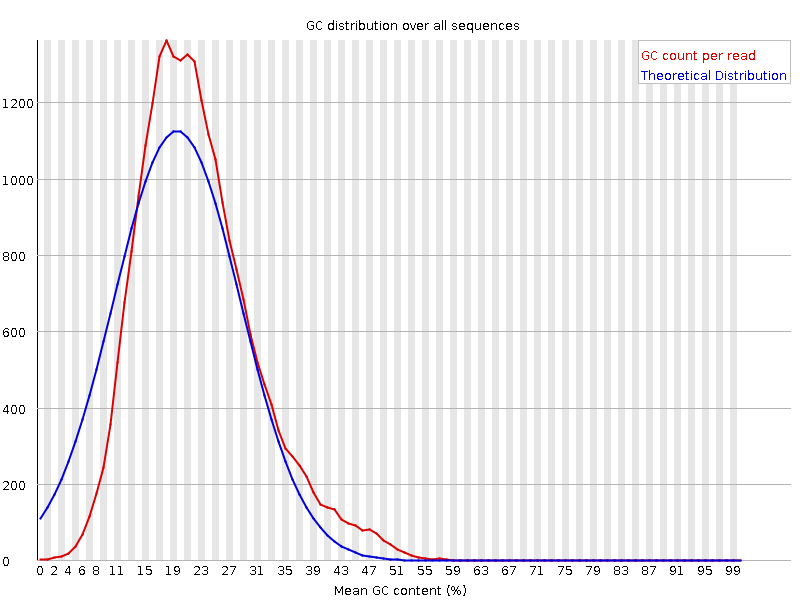 GC distribution over all sequences
GC count per read
Theoretical Distribution
1200
1000
800
600
400
200
0
0 2 4 6 8 11 15 19 23 27 31 35 39 43 47 51 55 59 63 67 71 75 79 83 87 91 95 99
Mean GC content (%)